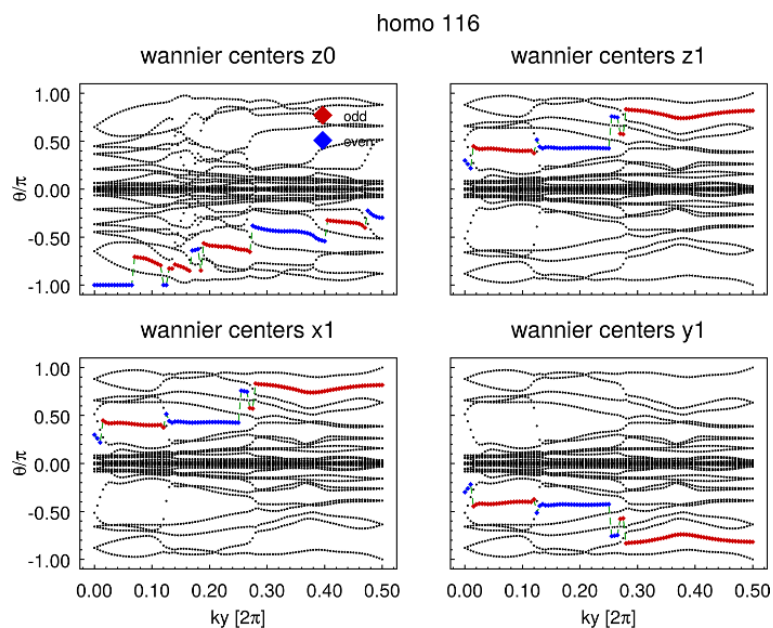 homo 116
wannier centers z0
wannier centers z1
1.00
0.50
0.00
-0.50
-1.00
θ/π
odd
even
wannier centers x1
wannier centers y1
1.00
0.50
0.00
-0.50
-1.00
θ/π
0.00 0.10 0.20 0.30 0.40 0.50
0.00 0.10 0.20 0.30 0.40 0.50
ky [2π]
ky [2π]